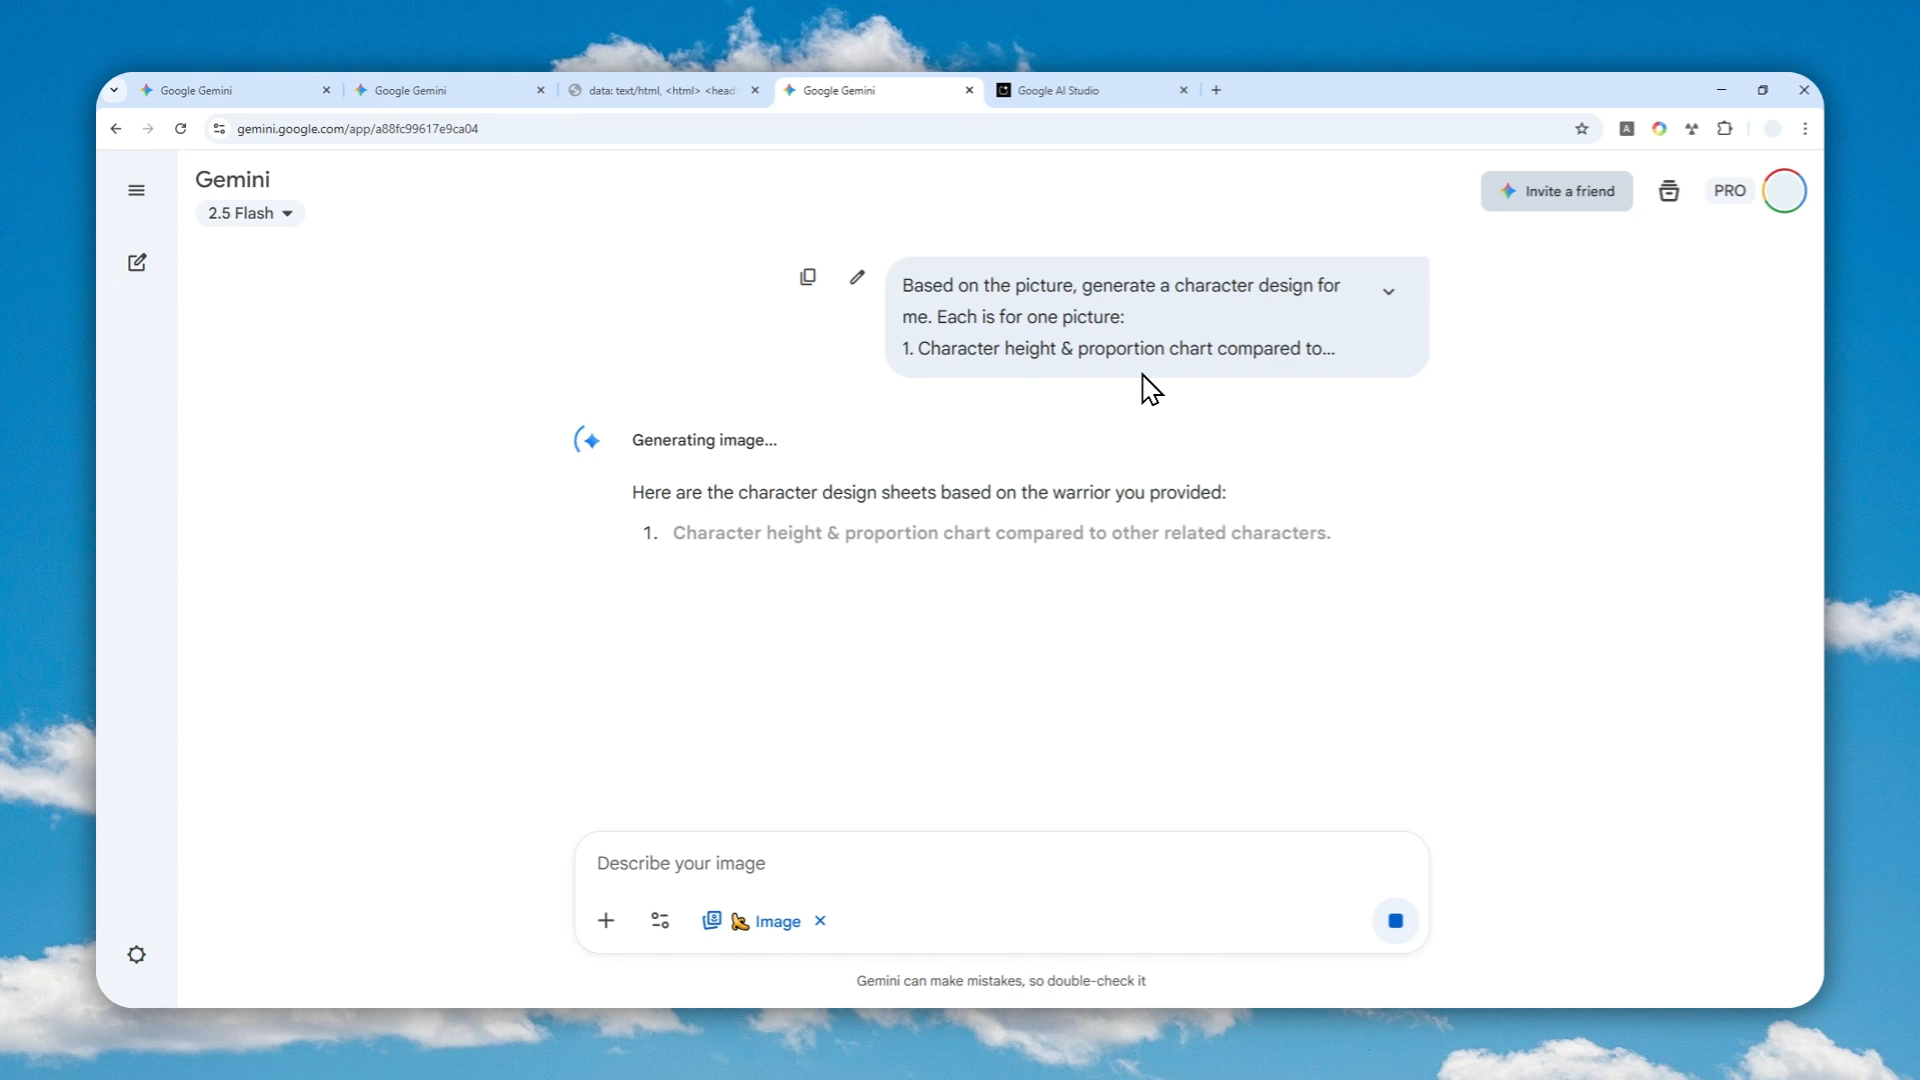 Google Gemini
Google Gemini
data: text/html, <html> <head
Google Gemini
Google AI Studio
gemini.google.com/app/a88fc99617e9ca04
A
Gemini
2.5 Flash
Invite a friend
PRO
Based on the picture, generate a character design for
me. Each is for one picture:
1. Character height & proportion chart compared to...
Generating image...
Here are the character design sheets based on the warrior you provided:
1. Character height & proportion chart compared to other related characters.
Describe your image
Image
Gemini can make mistakes, so double-check it